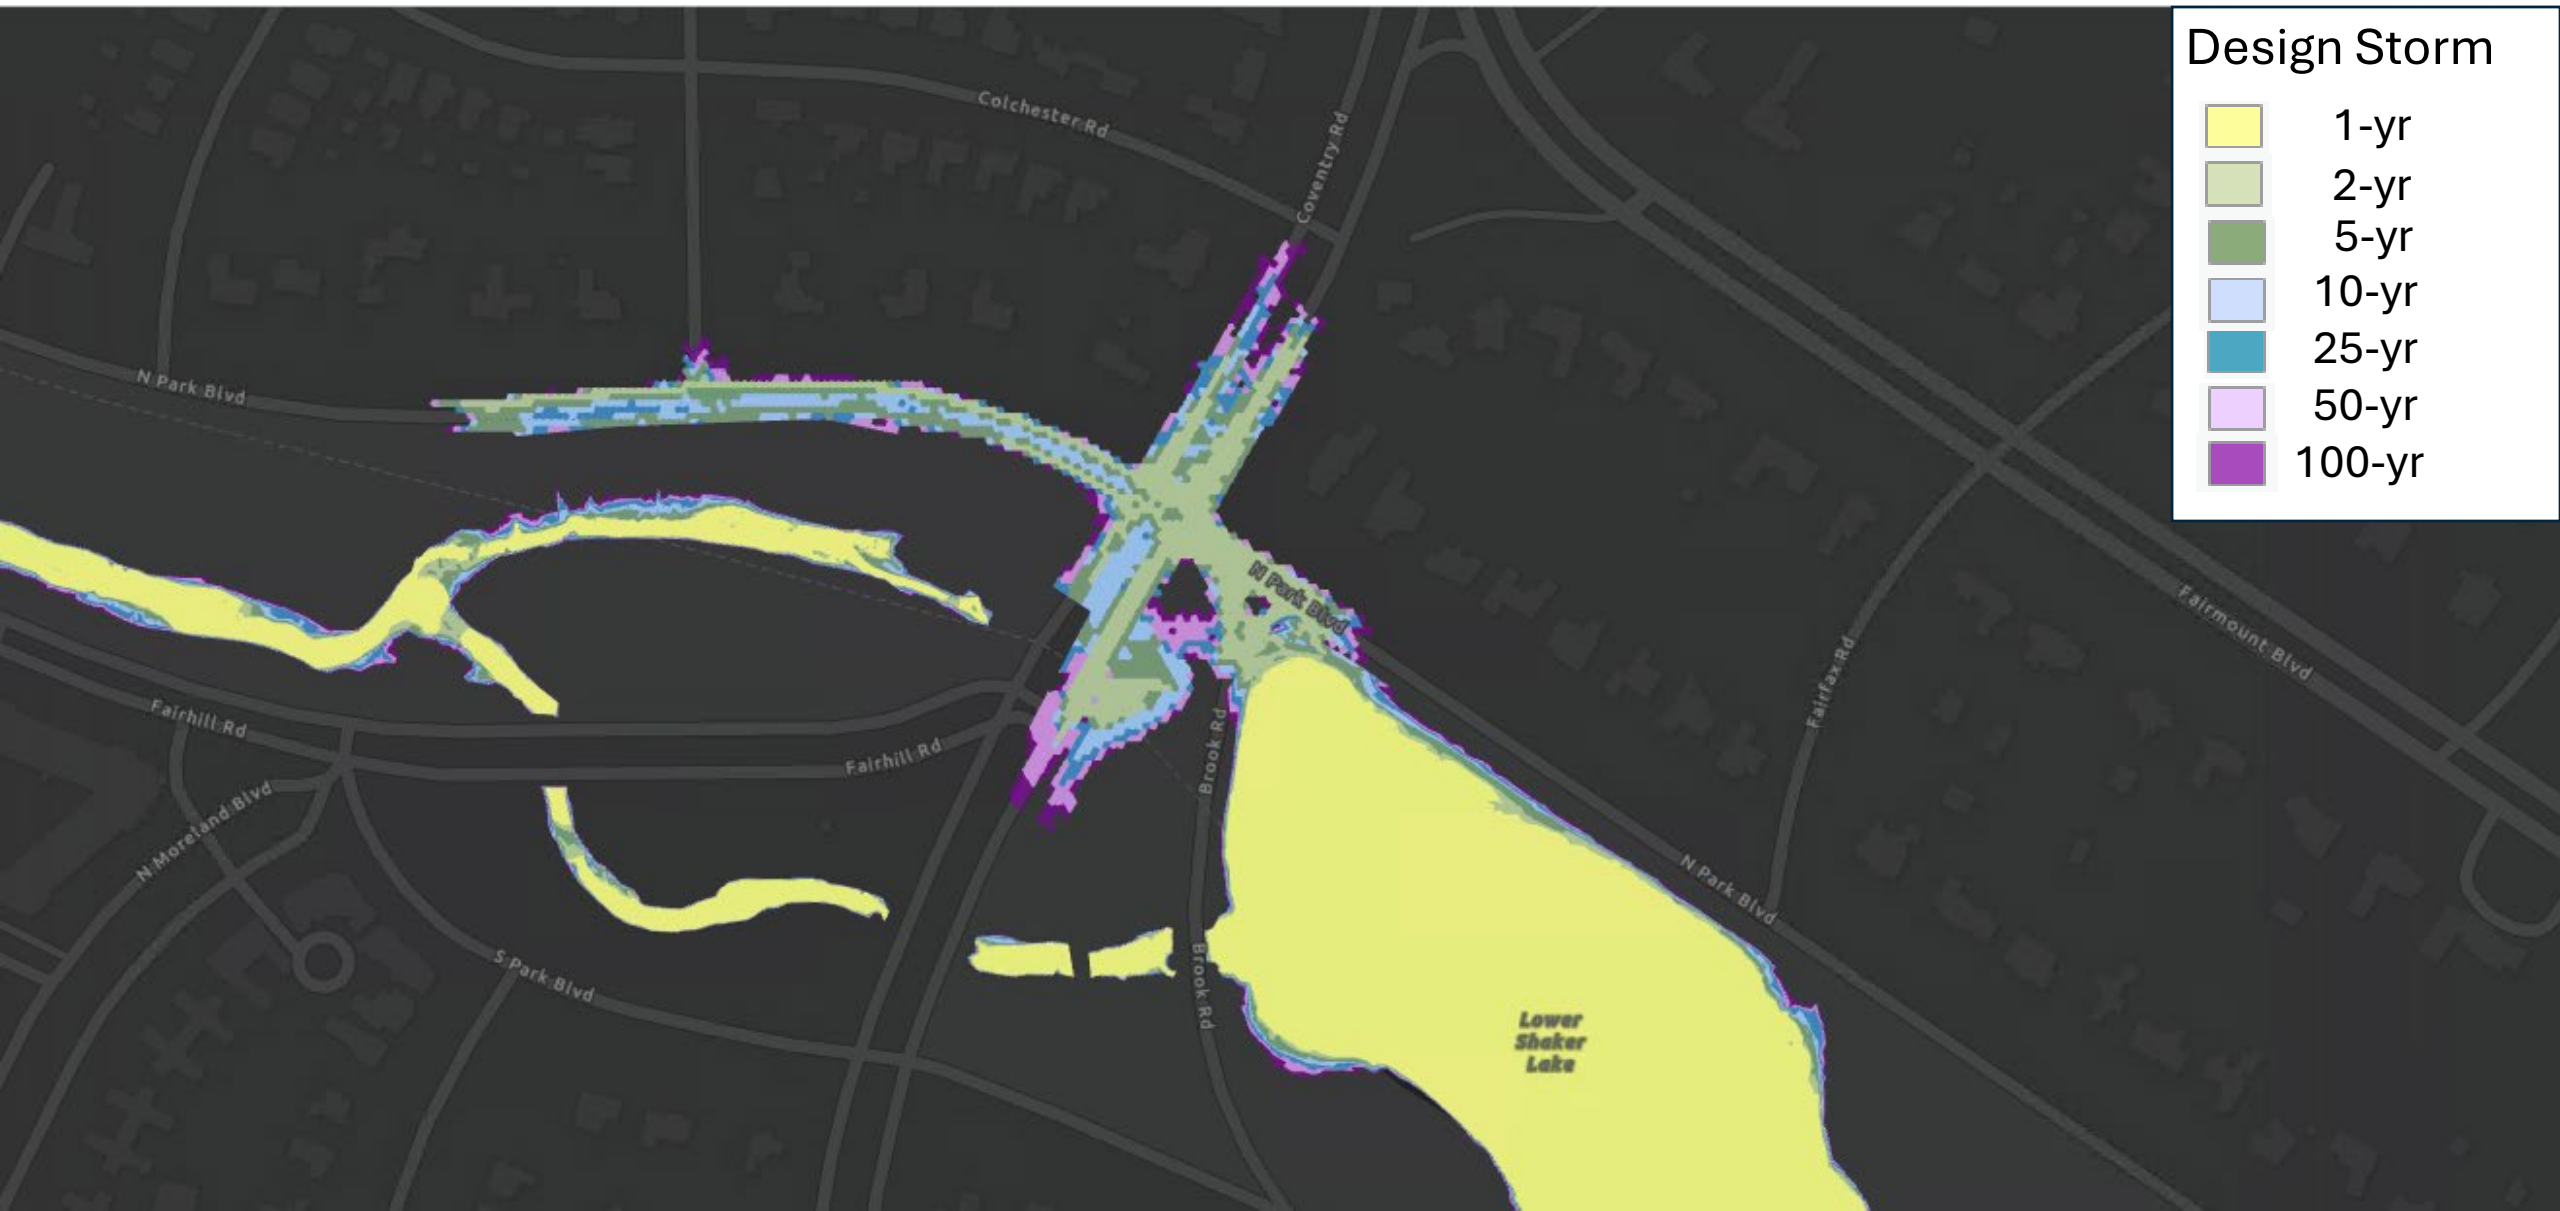 Design Storm
1-yr
2-yr
5-yr
10-yr
25-yr
50-yr
100-yr
Colchester Rd
Coventry Rd
N Park Blvd
N Park Blvd
Fairmount Blvd
Fairfax Rd
Fairhill Rd
Fairhill Rd
Brook Rd
N Moreland Blvd
N Park Blvd
S Park Blvd
Brook Rd
Lower
Shaker
Lake